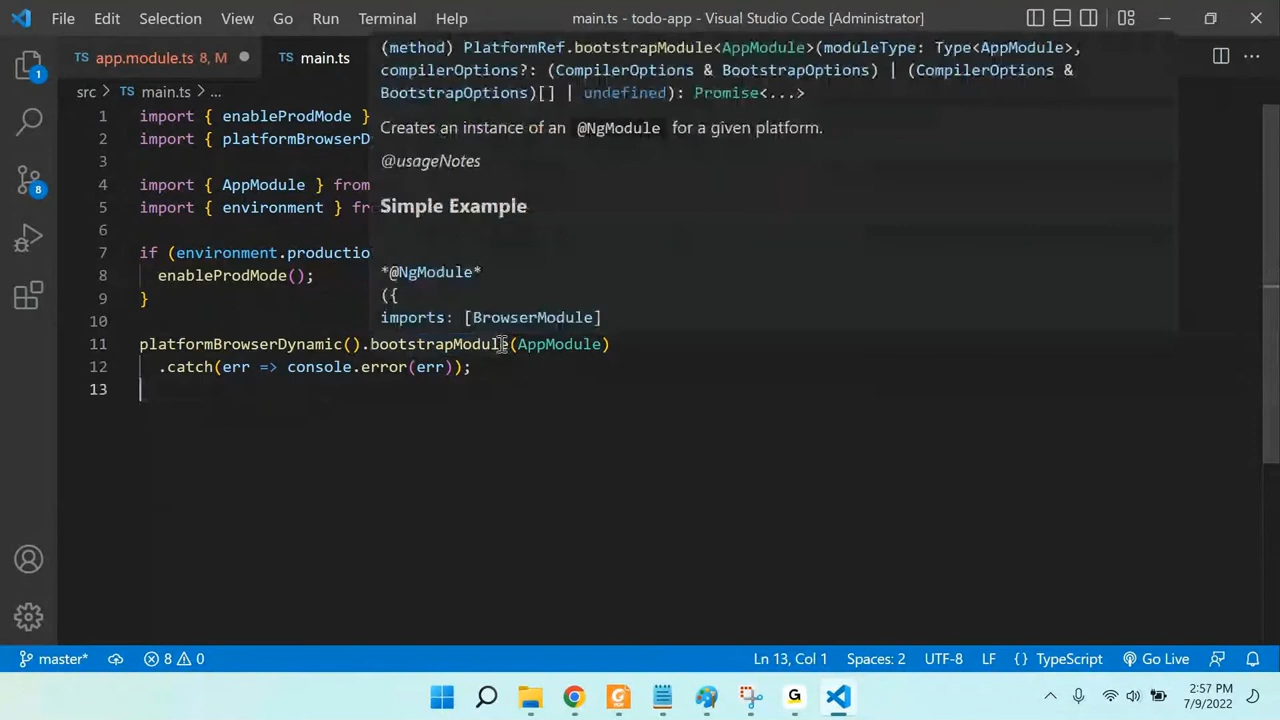 File Edit Selection View Go Run Terminal Help main.ts - todo-app - Visual Studio Code [Administrator]
1
TS app.module.ts 8, M
TS main.ts
src > TS main.ts > ...
(method) PlatformRef.bootstrapModule<AppModule>(moduleType: Type<AppModule>,
compilerOptions?: (CompilerOptions & BootstrapOptions) | (CompilerOptions &
BootstrapOptions)[] | undefined): Promise<...>
Creates an instance of an @NgModule for a given platform.
@usageNotes
Simple Example
*@NgModule*
({
imports: [BrowserModule]
1 import { enableProdMode }
2 import { platformBrowserD
3
4 import { AppModule } from
5 import { environment } fr
6
7 if (environment.productio
8 enableProdMode();
9 }
10
11 platformBrowserDynamic().bootstrapModule(AppModule)
12 .catch(err => console.error(err));
13
8
master* 8 0 Ln 13, Col 1 Spaces: 2 UTF-8 LF {} TypeScript Go Live
G
2:57 PM
7/9/2022